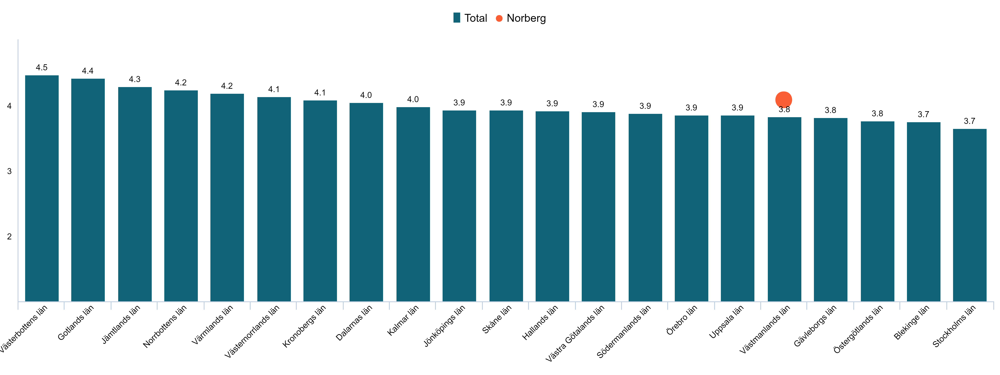 Total Norberg
4.5 4.4 4.3 4.2 4.2 4.1 4.1 4.0 4.0 3.9 3.9 3.9 3.9 3.9 3.9 3.9 3.8 3.8 3.8 3.7 3.7
4
3
2
Västerbottens län
Gotlands län
Jämtlands län
Norrbottens län
Värmlands län
Västernorrlands län
Kronobergs län
Dalarnas län
Kalmar län
Jönköpings län
Skåne län
Hallands län
Västra Götalands län
Södermanlands län
Örebro län
Uppsala län
Västmanlands län
Gävleborgs län
Östergötlands län
Blekinge län
Stockholms län